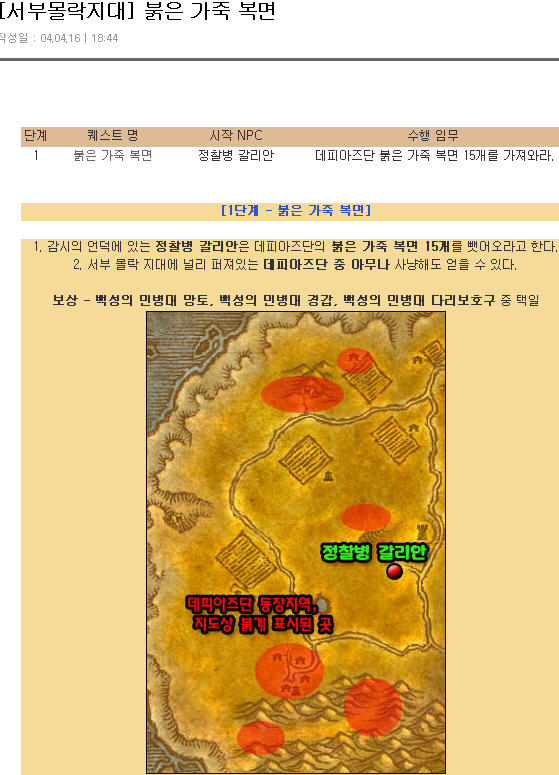 [서부몰락지대] 붉은 가죽 복면
작성일 : 04.04.16 | 18:44
단계 퀘스트 명 시작 NPC 수행 임무
1 붉은 가죽 복면 정찰병 갈리안 데피아즈단 붉은 가죽 복면 15개를 가져와라.
[1단계 - 붉은 가죽 복면]
1. 감시의 언덕에 있는 정찰병 갈리안은 데피아즈단의 붉은 가죽 복면 15개를 뺏어오라고 한다.
2. 서부 몰락 지대에 널리 퍼져있는 데피아즈단 중 아무나 사냥해도 얻을 수 있다.
보상 - 백성의 민병대 망토, 백성의 민병대 경갑, 백성의 민병대 다리보호구 중 택일
정찰병 갈리안
데피아즈단 등장지역,
지도상 붉게 표시된 곳